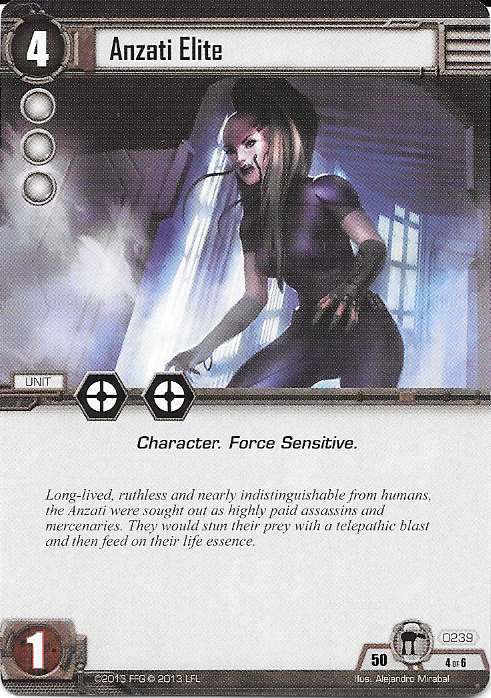 4
Anzati Elite
UNIT
Character. Force Sensitive.
Long-lived, ruthless and nearly indistinguishable from humans,
the Anzati were sought out as highly paid assassins and
mercenaries. They would stun their prey with a telepathic blast
and then feed on their life essence.
1
50
0239
4 OF 6
©2013 FFG © 2013 LFL
Illus. Alejandro Mirabal